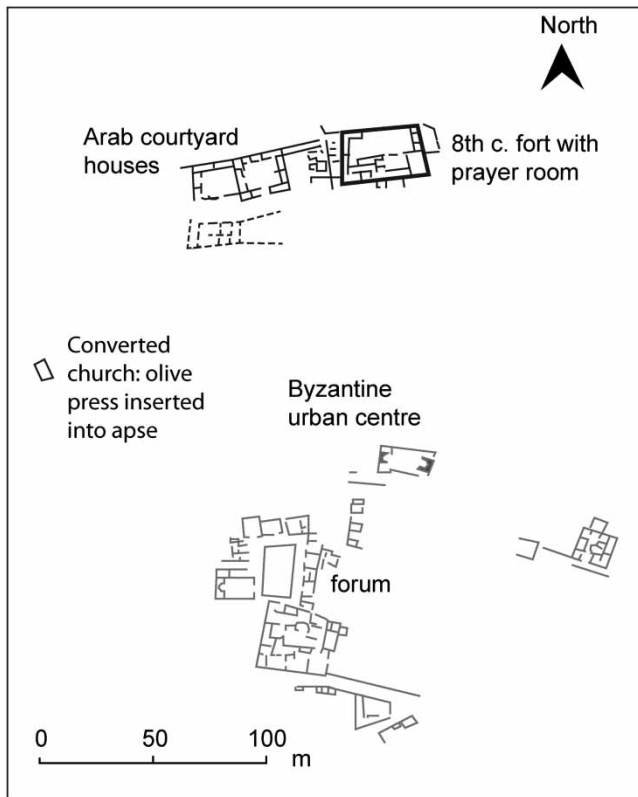 North
Arab courtyard
houses
8th c. fort with
prayer room
Converted
church: olive
press inserted
into apse
Byzantine
urban centre
forum
0 50 100
m